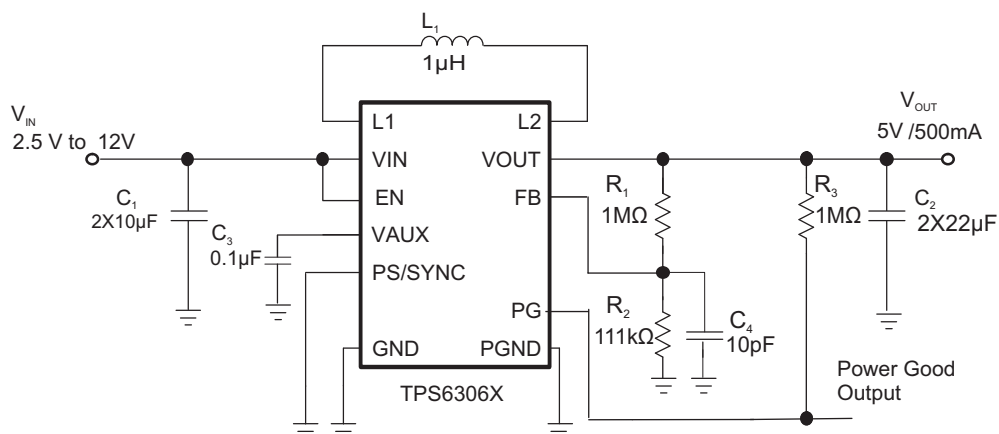 L₁
1µH
V_IN
2.5 V to 12V
V_OUT
5V /500mA
L1
L2
VIN
VOUT
EN
FB
VAUX
PS/SYNC
PG
GND
PGND
TPS6306X
C₁
2X10µF
C₃
0.1µF
R₁
1MΩ
R₃
1MΩ
C₂
2X22µF
R₂
111kΩ
C₄
10pF
Power Good
Output